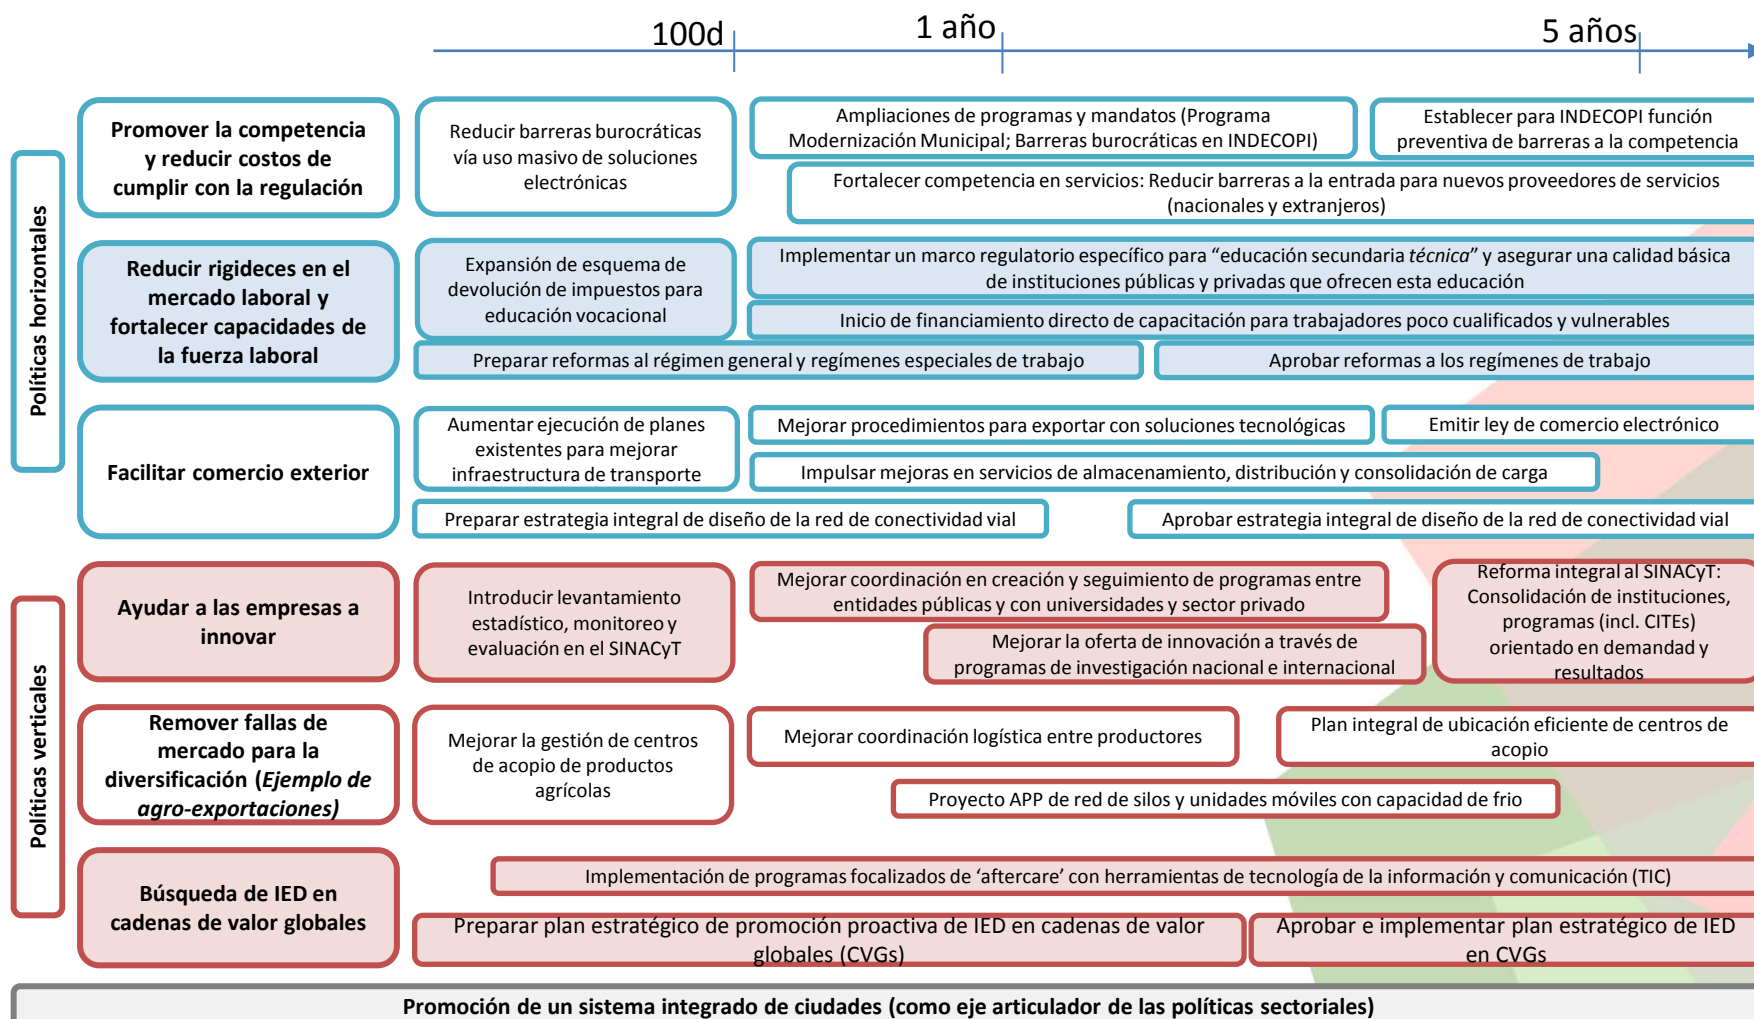 100d
1 año
5 años
Políticas horizontales
Promover la competencia
y reducir costos de
cumplir con la regulación
Reducir barreras burocráticas
vía uso masivo de soluciones
electrónicas
Ampliaciones de programas y mandatos (Programa
Modernización Municipal; Barreras burocráticas en INDECOPI)
Establecer para INDECOPI función
preventiva de barreras a la competencia
Fortalecer competencia en servicios: Reducir barreras a la entrada para nuevos proveedores de servicios
(nacionales y extranjeros)
Reducir rigideces en el
mercado laboral y
fortalecer capacidades de
la fuerza laboral
Expansión de esquema de
devolución de impuestos para
educación vocacional
Implementar un marco regulatorio específico para “educación secundaria técnica” y asegurar una calidad básica
de instituciones públicas y privadas que ofrecen esta educación
Inicio de financiamiento directo de capacitación para trabajadores poco cualificados y vulnerables
Preparar reformas al régimen general y regímenes especiales de trabajo
Aprobar reformas a los regímenes de trabajo
Facilitar comercio exterior
Aumentar ejecución de planes
existentes para mejorar
infraestructura de transporte
Mejorar procedimientos para exportar con soluciones tecnológicas
Emitir ley de comercio electrónico
Impulsar mejoras en servicios de almacenamiento, distribución y consolidación de carga
Preparar estrategia integral de diseño de la red de conectividad vial
Aprobar estrategia integral de diseño de la red de conectividad vial
Políticas verticales
Ayudar a las empresas a
innovar
Introducir levantamiento
estadístico, monitoreo y
evaluación en el SINACyT
Mejorar coordinación en creación y seguimiento de programas entre
entidades públicas y con universidades y sector privado
Mejorar la oferta de innovación a través de
programas de investigación nacional e internacional
Reforma integral al SINACyT:
Consolidación de instituciones,
programas (incl. CITEs)
orientado en demandad y
resultados
Remover fallas de
mercado para la
diversificación (Ejemplo de
agro-exportaciones)
Mejorar la gestión de centros
de acopio de productos
agrícolas
Mejorar coordinación logística entre productores
Plan integral de ubicación eficiente de centros de
acopio
Proyecto APP de red de silos y unidades móviles con capacidad de frio
Búsqueda de IED en
cadenas de valor globales
Implementación de programas focalizados de ‘aftercare’ con herramientas de tecnología de la información y comunicación (TIC)
Preparar plan estratégico de promoción proactiva de IED en cadenas de valor
globales (CVGs)
Aprobar e implementar plan estratégico de IED
en CVGs
Promoción de un sistema integrado de ciudades (como eje articulador de las políticas sectoriales)